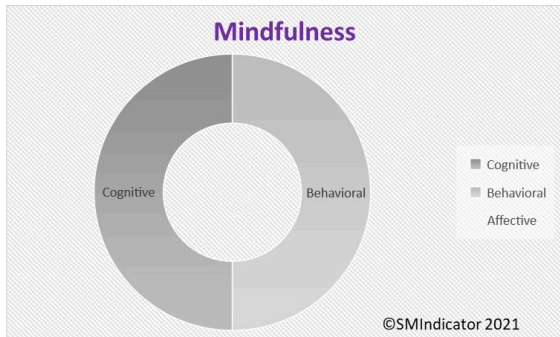 Mindfulness
Cognitive
Behavioral
Cognitive
Behavioral
Affective
©SMIndicator 2021